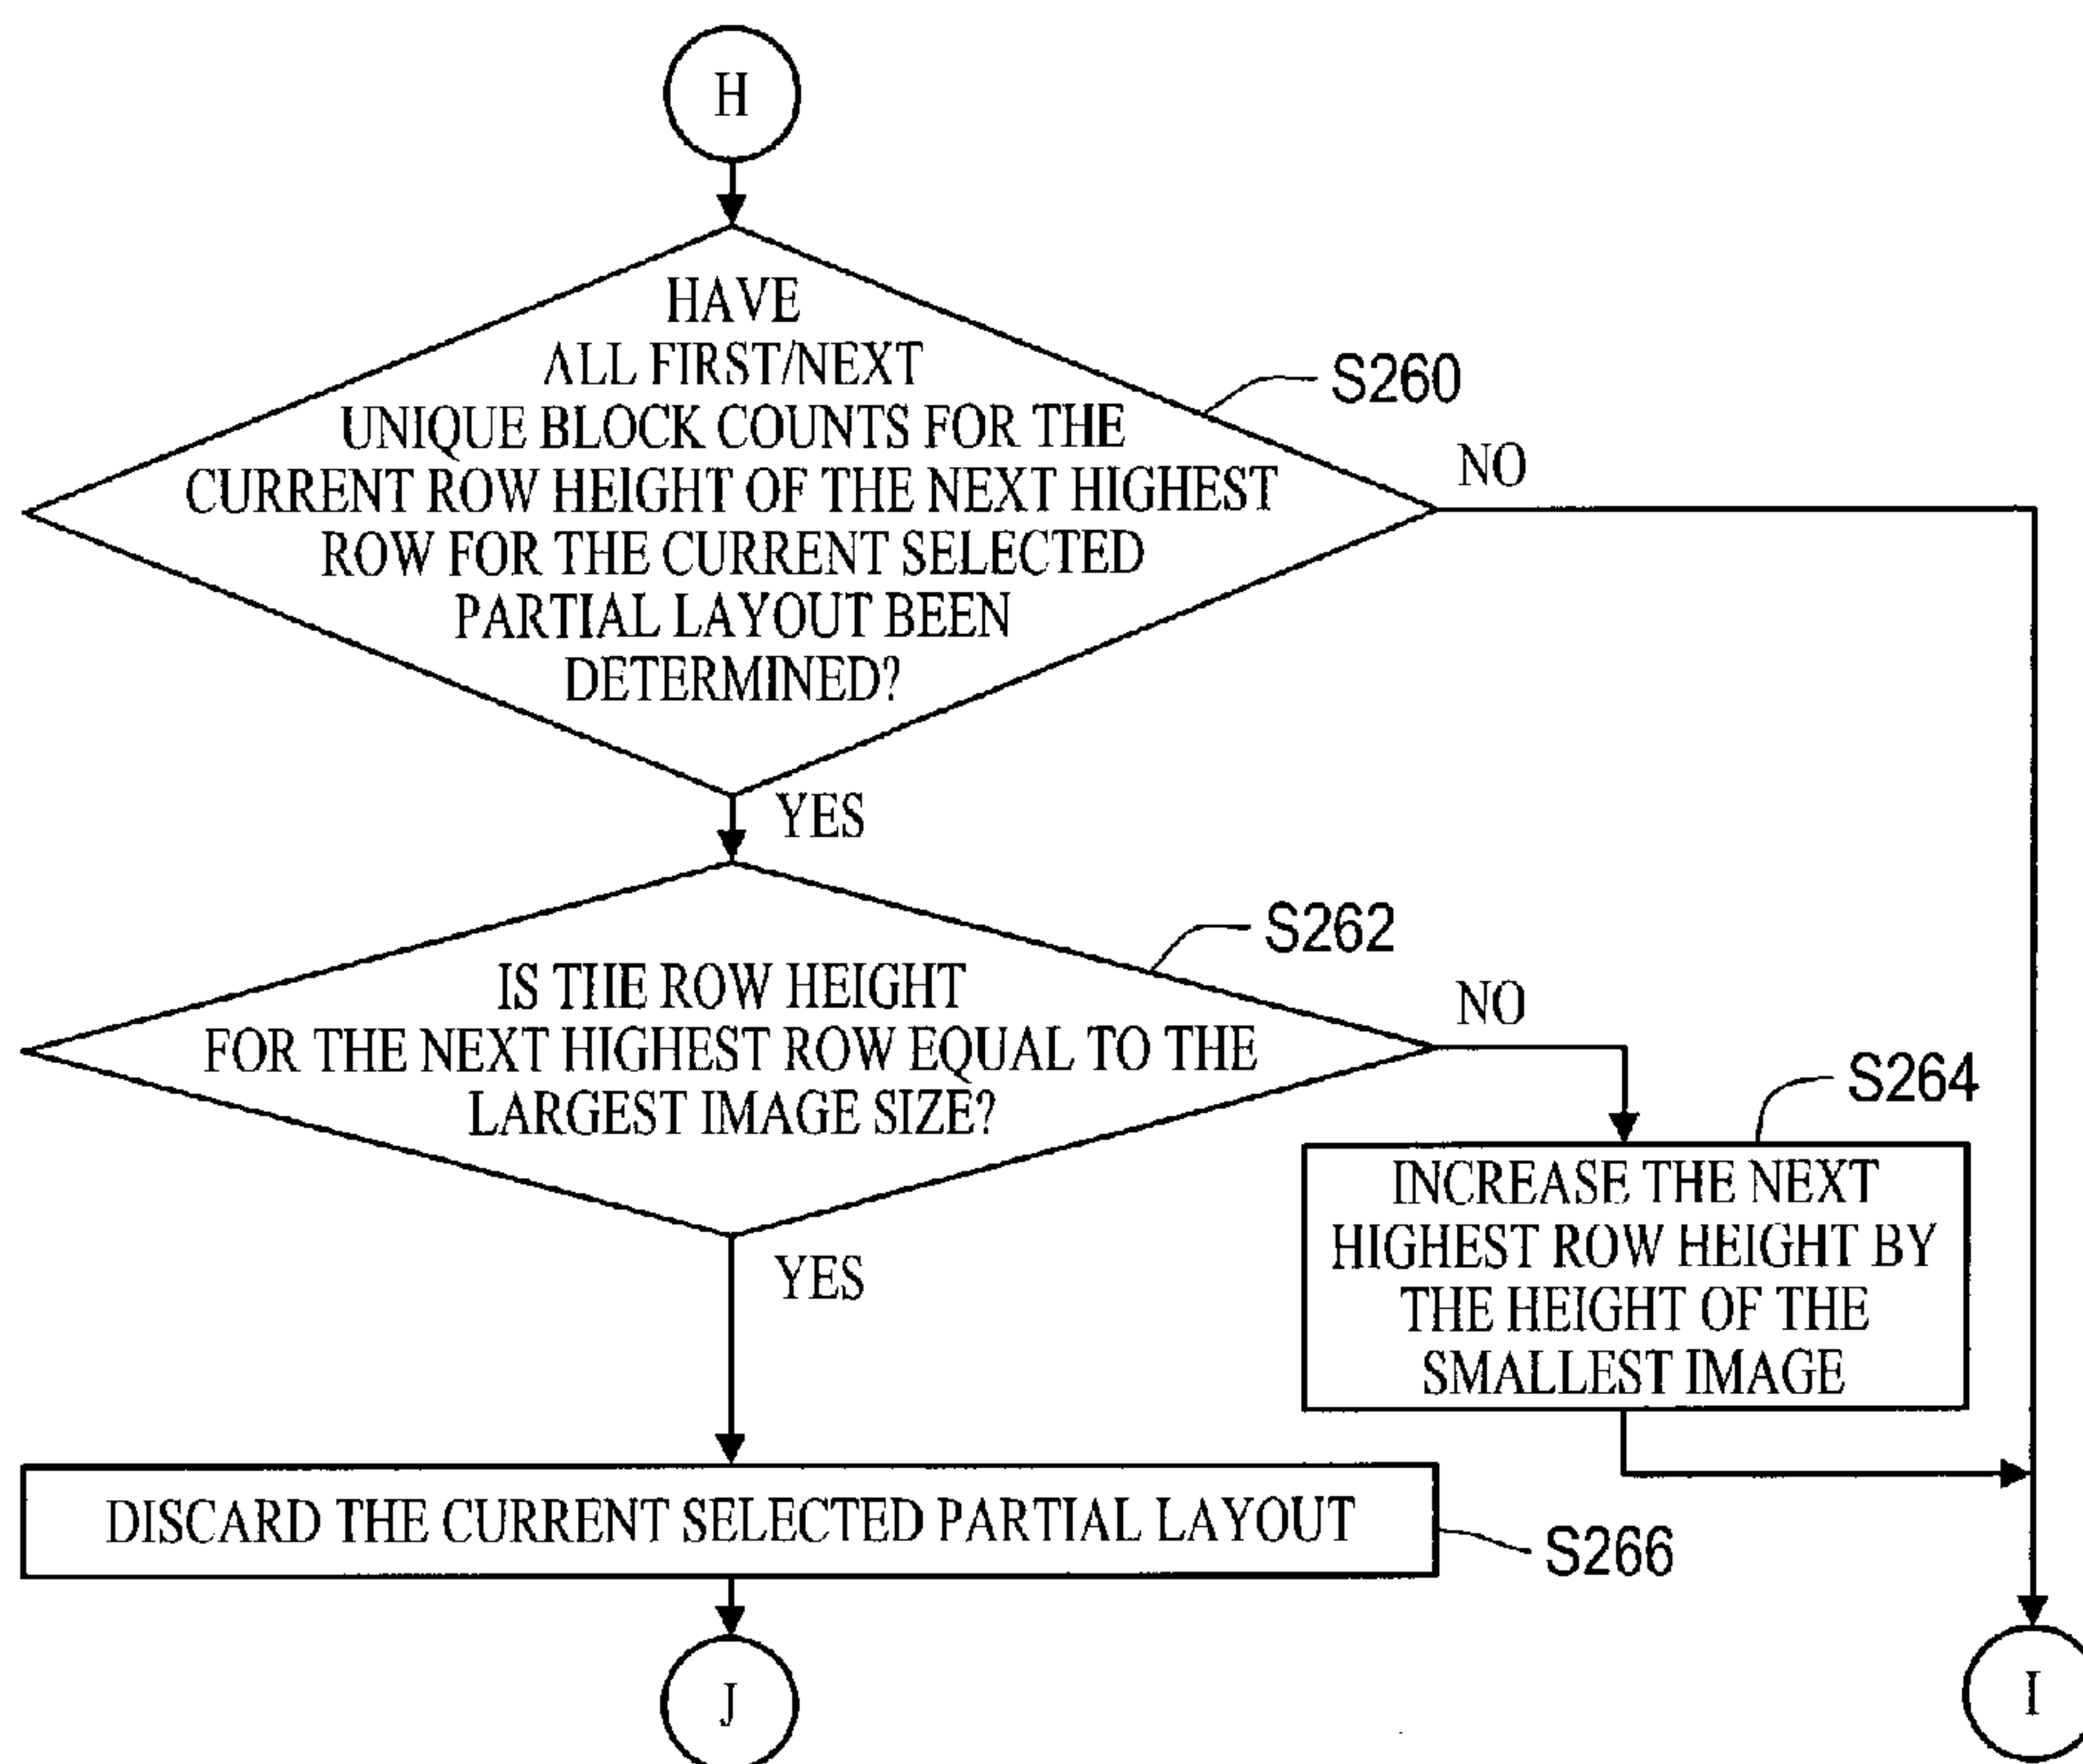 H
HAVE
ALL FIRST/NEXT
UNIQUE BLOCK COUNTS FOR THE
CURRENT ROW HEIGHT OF THE NEXT HIGHEST
ROW FOR THE CURRENT SELECTED
PARTIAL LAYOUT BEEN
DETERMINED?
S260
NO
YES
IS THE ROW HEIGHT
FOR THE NEXT HIGHEST ROW EQUAL TO THE
LARGEST IMAGE SIZE?
S262
NO
S264
INCREASE THE NEXT
HIGHEST ROW HEIGHT BY
THE HEIGHT OF THE
SMALLEST IMAGE
YES
DISCARD THE CURRENT SELECTED PARTIAL LAYOUT
S266
J
I